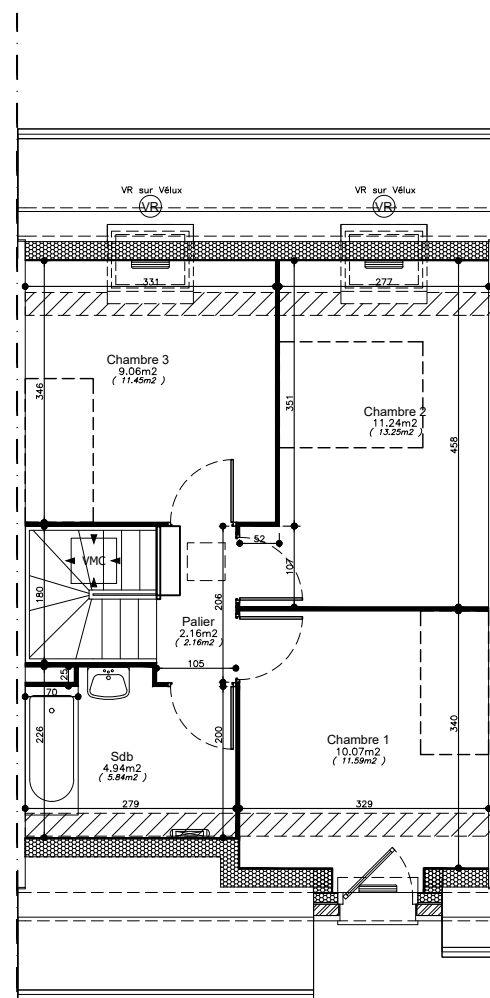 VR sur Vélux
VR sur Vélux
VR
VR
331
277
Chambre 3
9.06m2
( 11.45m2 )
346
351
Chambre 2
11.24m2
( 13.25m2 )
458
52
VMC
107
180
206
Palier
2.16m2
( 2.16m2 )
105
25
70
226
200
340
Sdb
4.94m2
( 5.84m2 )
Chambre 1
10.07m2
( 11.59m2 )
279
329